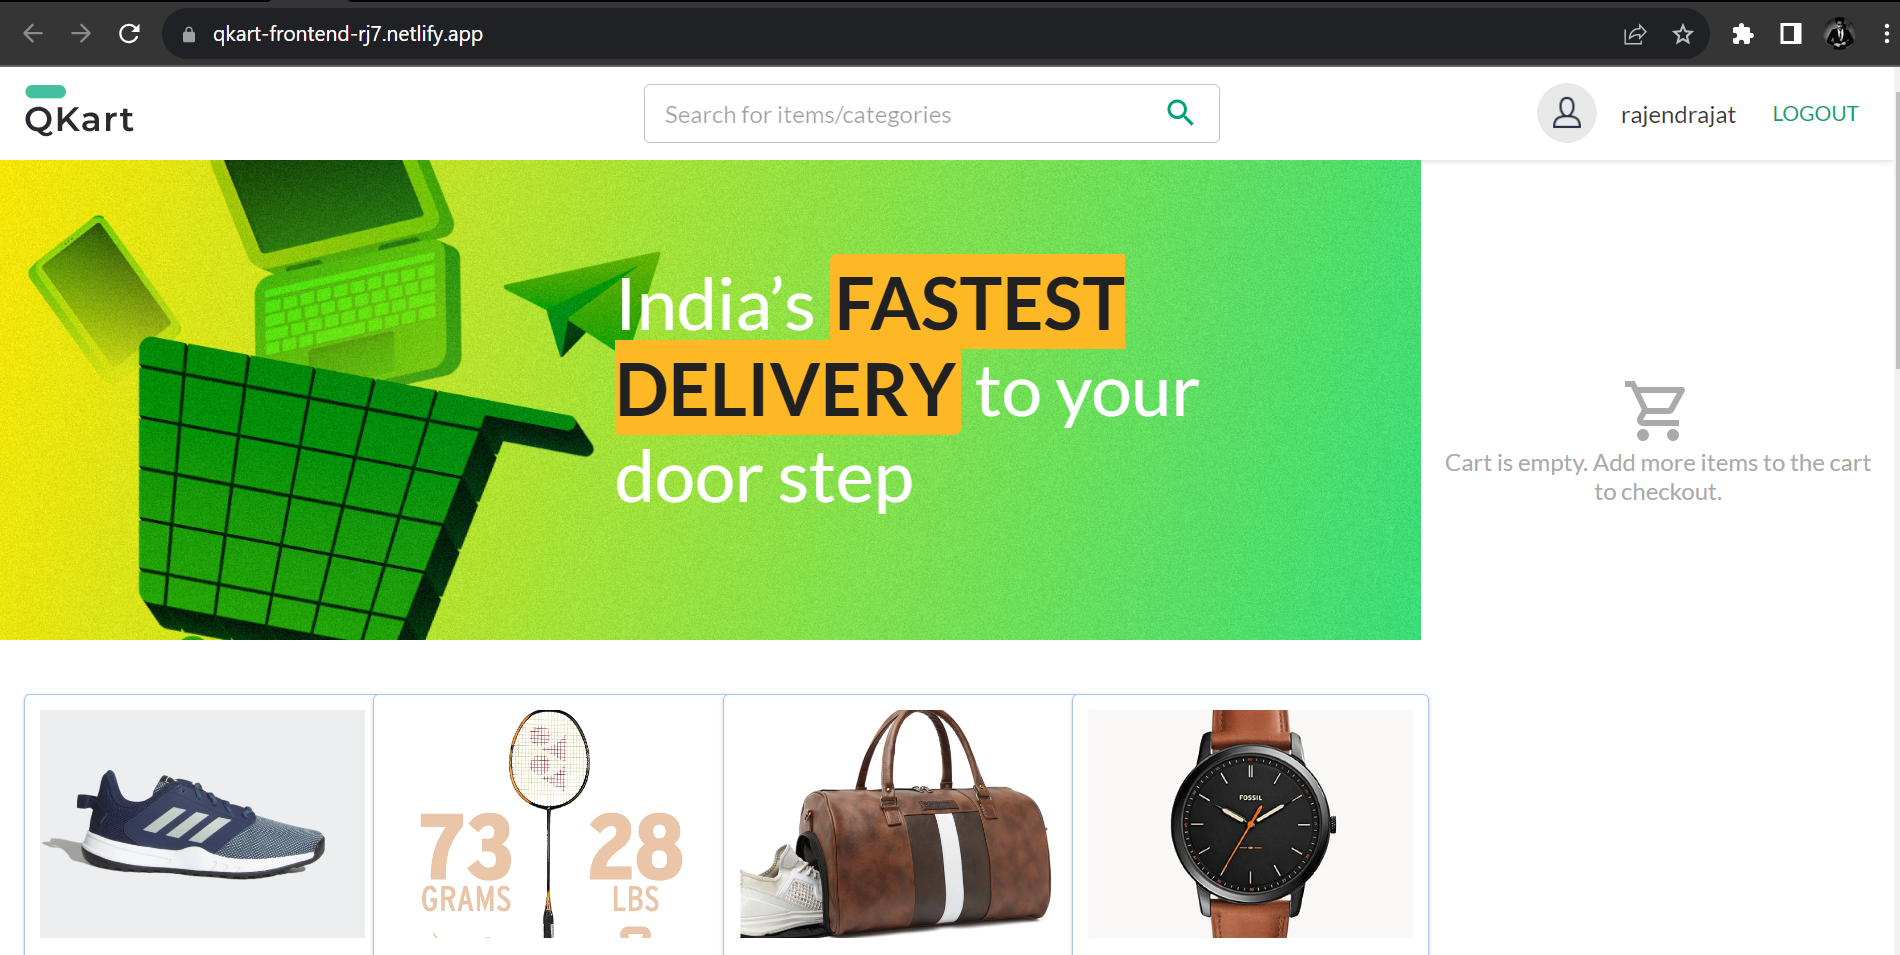 qkart-frontend-rj7.netlify.app
QKart
Search for items/categories
rajendrajat
LOGOUT
India’s FASTEST
DELIVERY to your
door step
Cart is empty. Add more items to the cart
to checkout.
73
GRAMS
28
LBS
FOSSIL